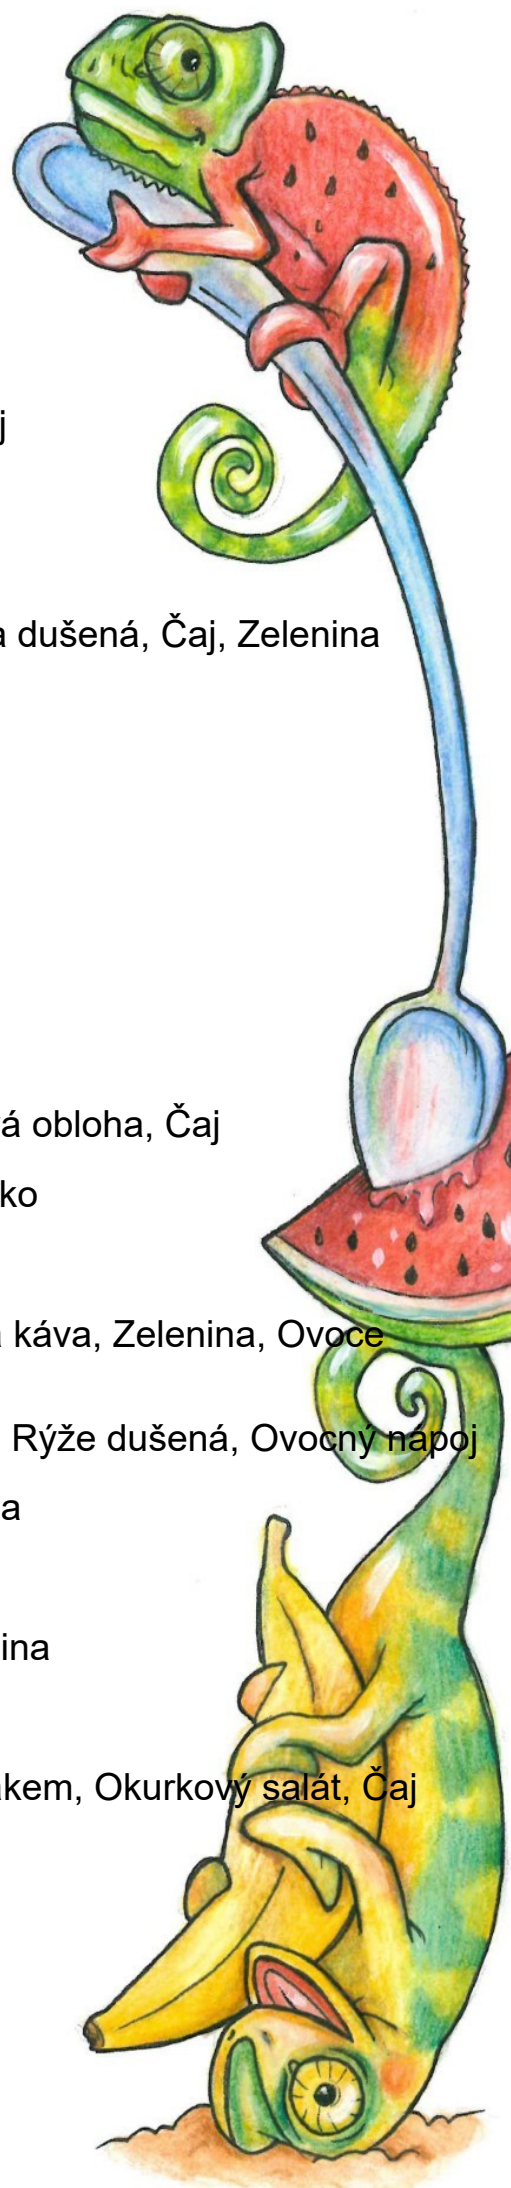 j
a dušená, Čaj, Zelenina
á obloha, Čaj
ko
a káva, Zelenina, Ovoce
Rýže dušená, Ovocný nápoj
a
ina
akem, Okurkový salát, Čaj